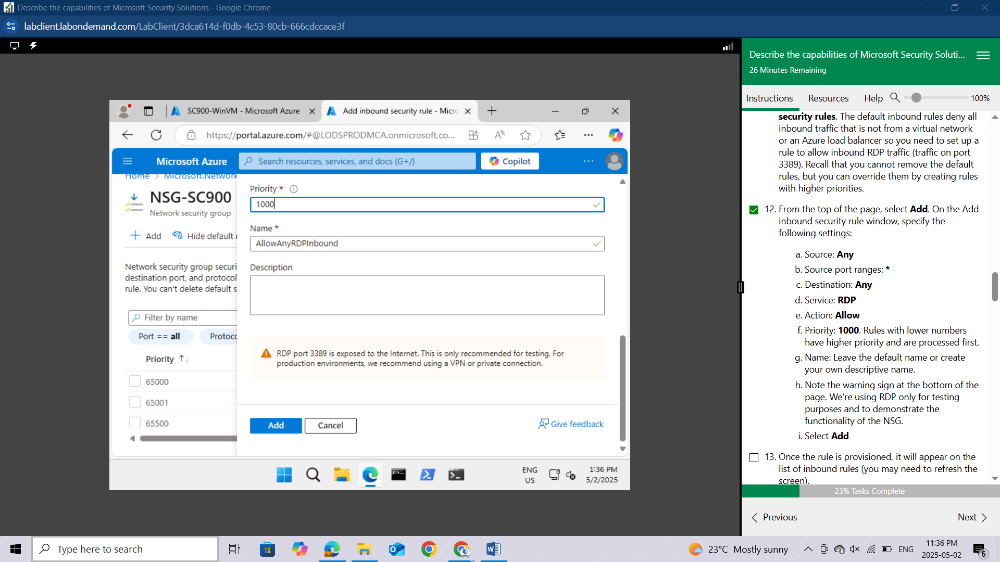 Describe the capabilities of Microsoft Security Solutions - Google Chrome
labclient.labondemand.com/LabClient/3dca614d-f0db-4c53-80cb-666cdccace3f
SC900-WinVM - Microsoft Azure
Add inbound security rule - Micro
https://portal.azure.com/#@LODSPRODMCA.onmicrosoft.co...
Microsoft Azure
Search resources, services, and docs (G+/)
Copilot
Home > Microsoft.Network
NSG-SC900
Network security group
Add
Hide default r
Network security group securi
destination port, and protocol
rule. You can't delete default s
Filter by name
Port == all
Protoco
Priority
65000
65001
65500
Priority *
1000
Name *
AllowAnyRDPInbound
Description
RDP port 3389 is exposed to the Internet. This is only recommended for testing. For
production environments, we recommend using a VPN or private connection.
Add
Cancel
Give feedback
ENG
US
1:36 PM
5/2/2025
Describe the capabilities of Microsoft Security Soluti...
26 Minutes Remaining
Instructions
Resources
Help
100%
security rules. The default inbound rules deny all
inbound traffic that is not from a virtual network
or an Azure load balancer so you need to set up a
rule to allow inbound RDP traffic (traffic on port
3389). Recall that you cannot remove the default
rules, but you can override them by creating rules
with higher priorities.
12. From the top of the page, select Add. On the Add
inbound security rule window, specify the
following settings:
a. Source: Any
b. Source port ranges: *
c. Destination: Any
d. Service: RDP
e. Action: Allow
f. Priority: 1000. Rules with lower numbers
have higher priority and are processed first.
g. Name: Leave the default name or create
your own descriptive name.
h. Note the warning sign at the bottom of the
page. We're using RDP only for testing
purposes and to demonstrate the
functionality of the NSG.
i. Select Add
13. Once the rule is provisioned, it will appear on the
list of inbound rules (you may need to refresh the
screen).
23% Tasks Complete
Previous
Next
Type here to search
23°C Mostly sunny
ENG
11:36 PM
2025-05-02
6